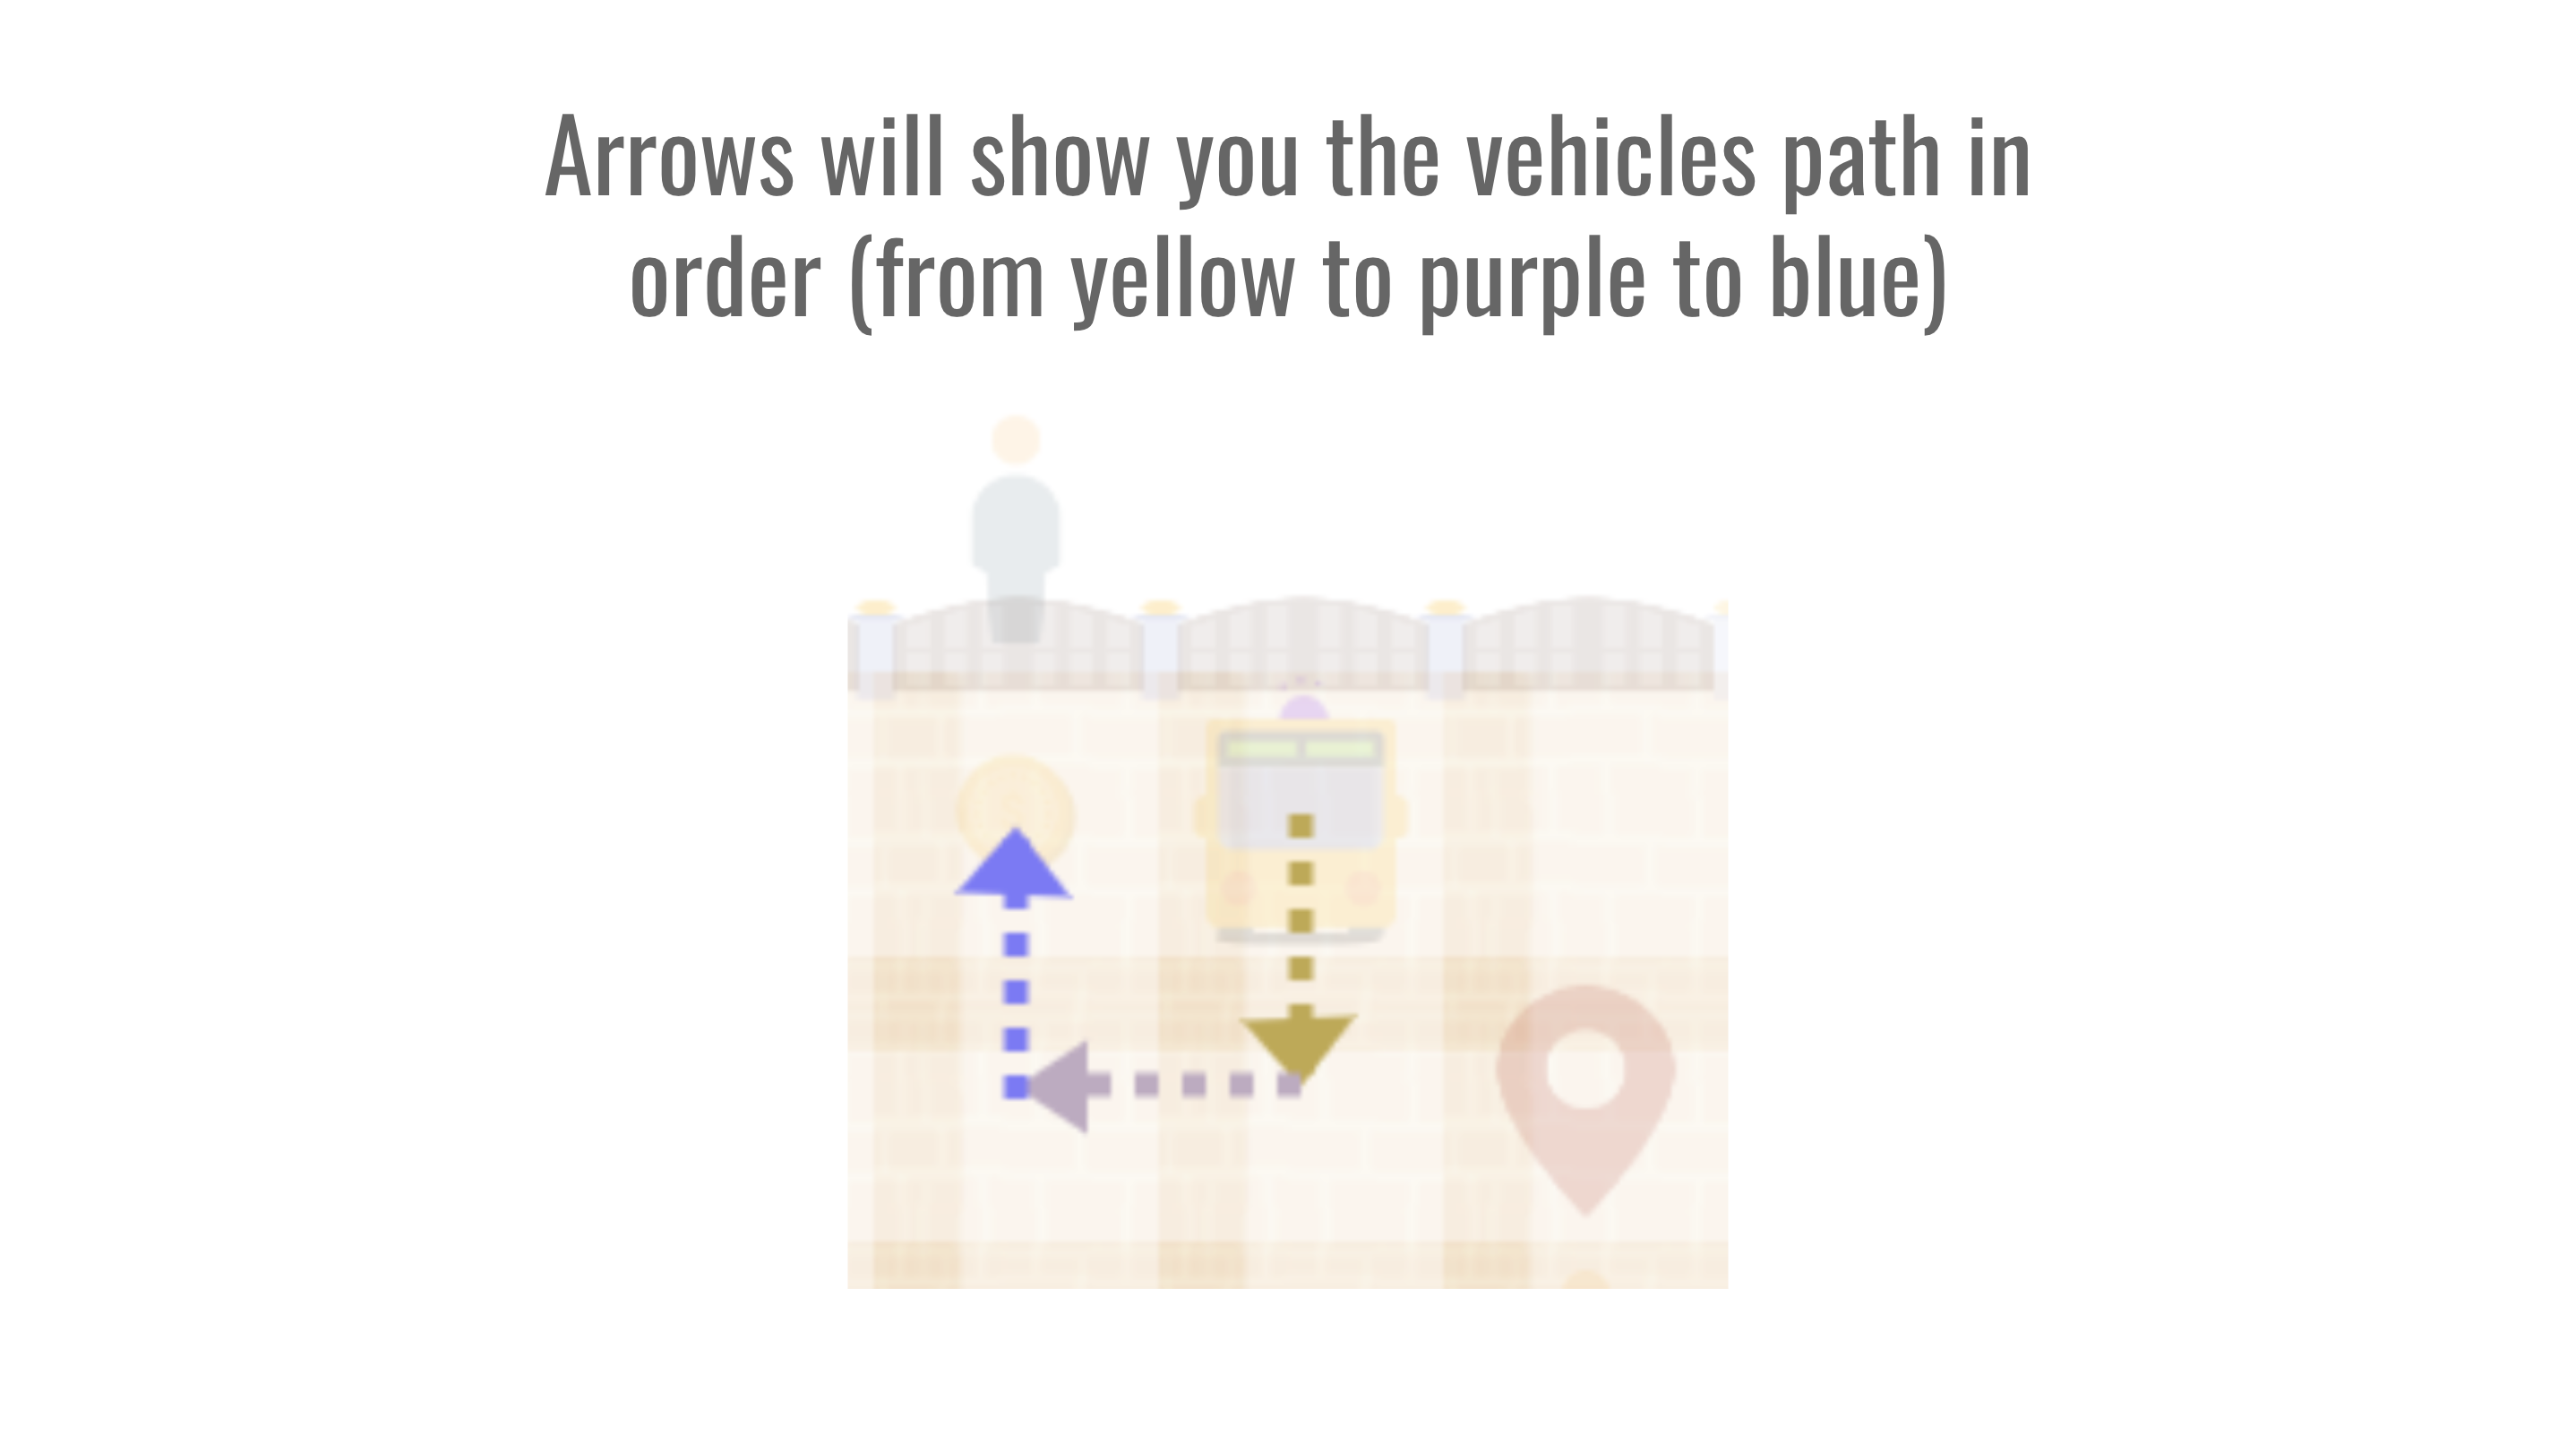 Arrows will show you the vehicles path in
order (from yellow to purple to blue)